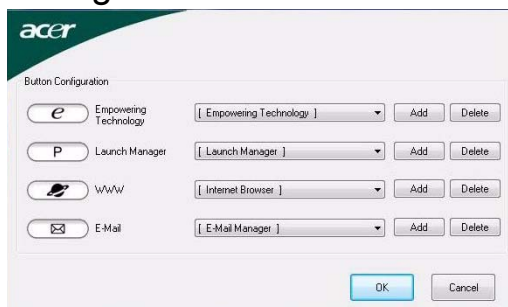 acer
Button Configuration
e Empowering Technology [ Empowering Technology ] Add Delete
P Launch Manager [ Launch Manager ] Add Delete
WWW [ Internet Browser ] Add Delete
E-Mail [ E-Mail Manager ] Add Delete
OK Cancel